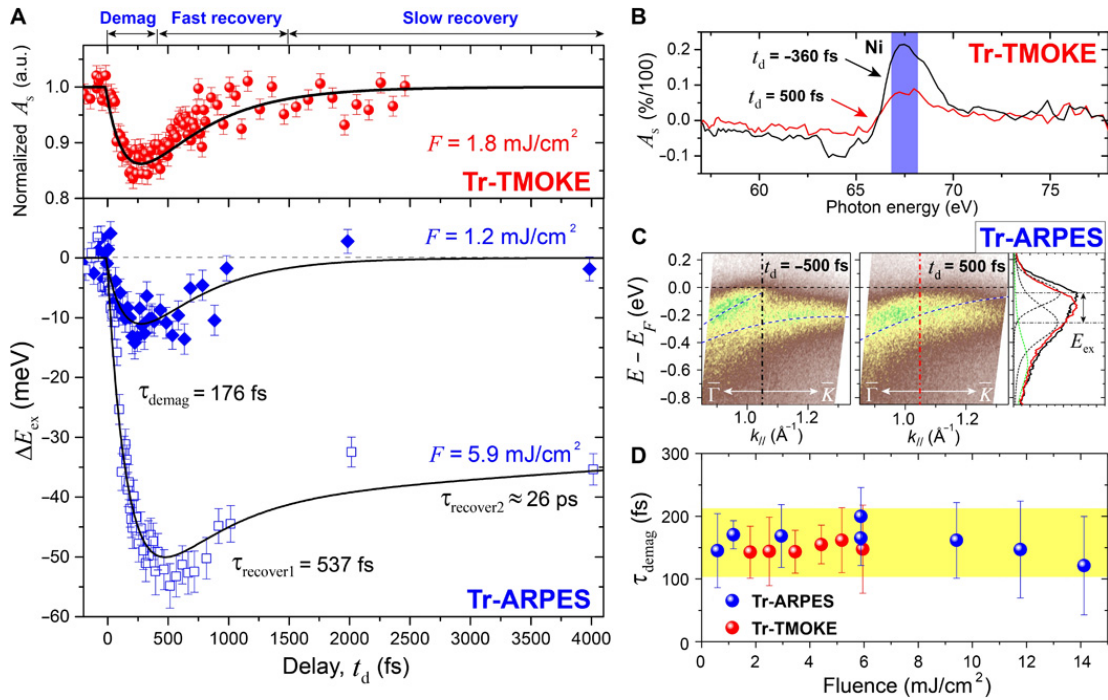 A
Demag
Fast recovery
Slow recovery
Normalized A_s (a.u.)
1.0
0.9
0.8
F = 1.8 mJ/cm²
Tr-TMOKE
ΔE_ex (meV)
0
−10
−20
−30
−40
−50
−60
F = 1.2 mJ/cm²
τ_demag = 176 fs
F = 5.9 mJ/cm²
τ_recover2 ≈ 26 ps
τ_recover1 = 537 fs
Tr-ARPES
0 500 1000 1500 2000 2500 3000 3500 4000
Delay, t_d (fs)
B
A_s (%/100)
0.2
0.1
0.0
-0.1
Ni
t_d = -360 fs
t_d = 500 fs
Tr-TMOKE
60 65 70 75
Photon energy (eV)
C
Tr-ARPES
E − E_F (eV)
0.0
−0.2
−0.4
−0.6
−0.8
t_d = −500 fs
t_d = 500 fs
E_ex
Γ̅ K̅
Γ̅ K̅
1.0 1.2
1.0 1.2
k_// (Å⁻¹)
k_// (Å⁻¹)
D
τ_demag (fs)
300
200
150
100
0
Tr-ARPES
Tr-TMOKE
0 2 4 6 8 10 12 14
Fluence (mJ/cm²)